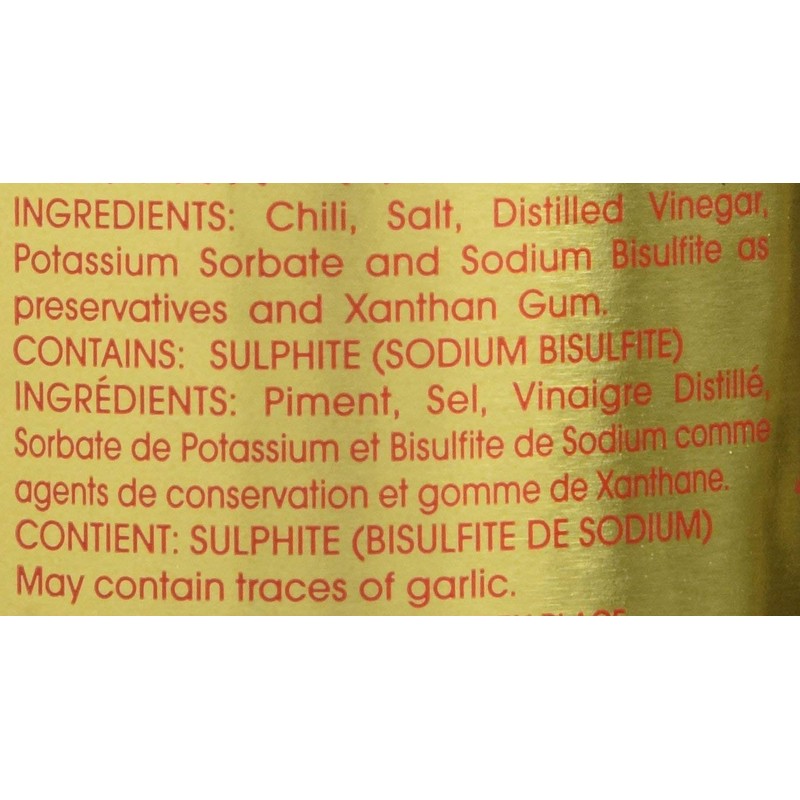 INGREDIENTS: Chili, Salt, Distilled Vinegar,
Potassium Sorbate and Sodium Bisulfite as
preservatives and Xanthan Gum.
CONTAINS: SULPHITE (SODIUM BISULFITE)
INGRÉDIENTS: Piment, Sel, Vinaigre Distillé,
Sorbate de Potassium et Bisulfite de Sodium comme
agents de conservation et gomme de Xanthane.
CONTIENT: SULPHITE (BISULFITE DE SODIUM)
May contain traces of garlic.
PLACE